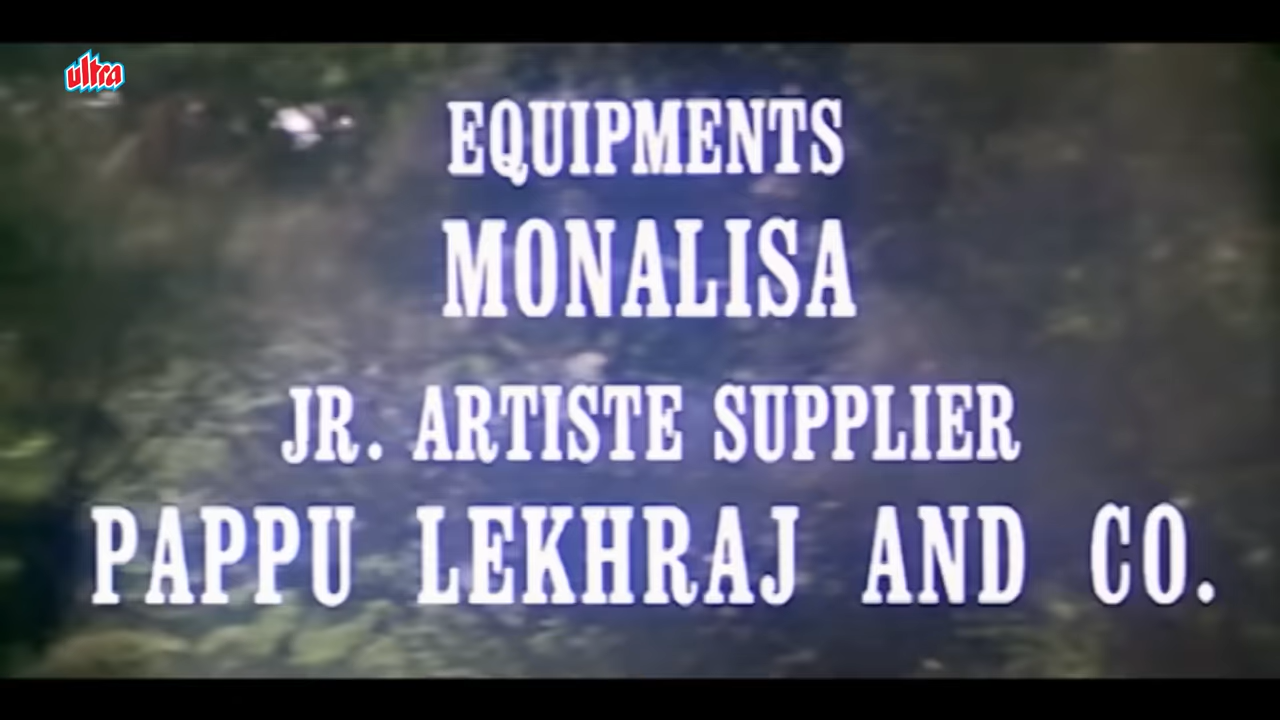 ultra
EQUIPMENTS
MONALISA
JR. ARTISTE SUPPLIER
PAPPU LEKHRAJ AND CO.